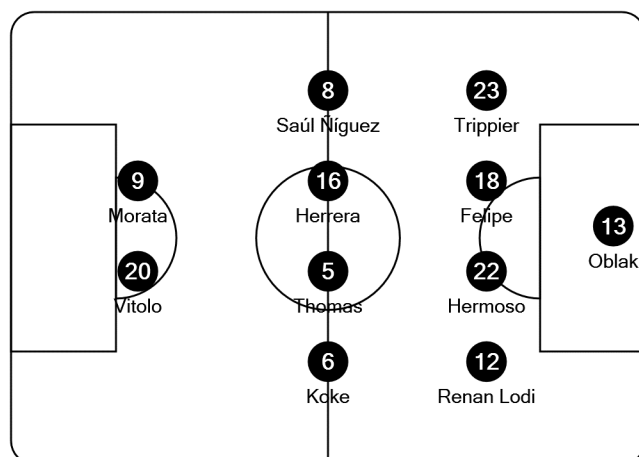 8
Saúl Ñíguez
23
Trippier
9
Morata
16
Herrera
18
Felipe
13
Oblak
20
Vitolo
5
Thomas
22
Hermoso
6
Koke
12
Renan Lodi